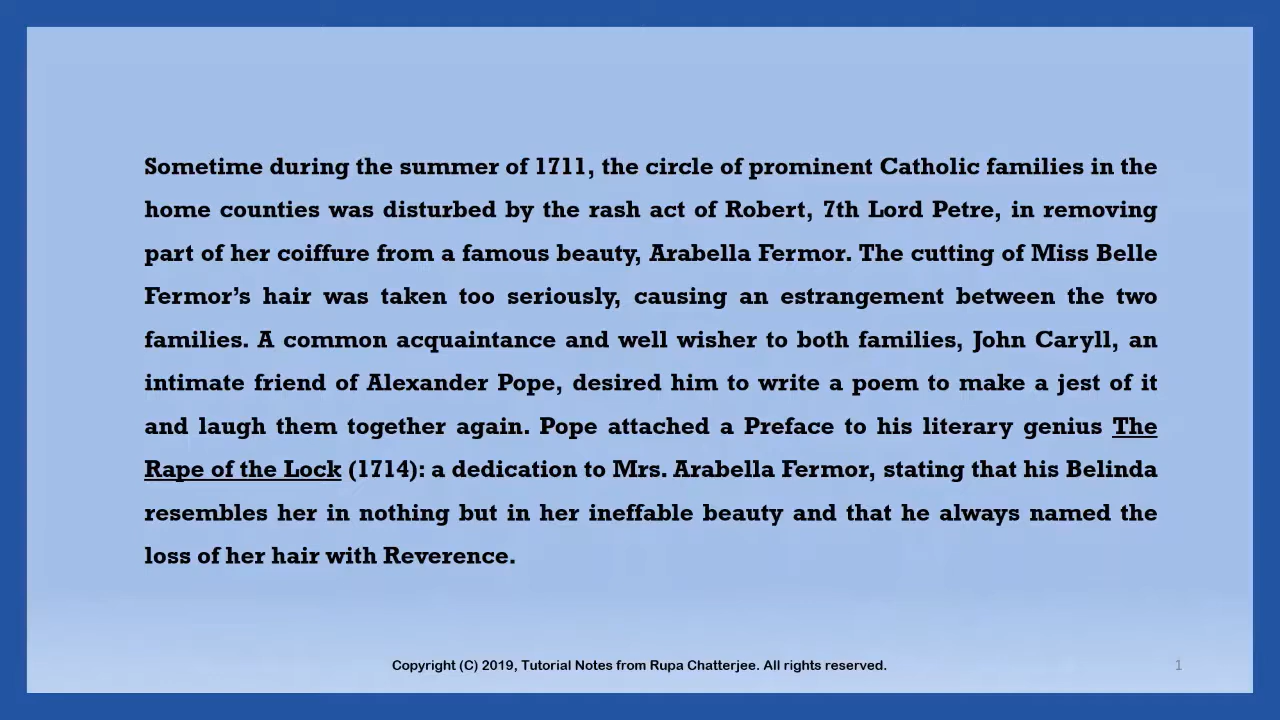 Sometime during the summer of 1711, the circle of prominent Catholic families in the
home counties was disturbed by the rash act of Robert, 7th Lord Petre, in removing
part of her coiffure from a famous beauty, Arabella Fermor. The cutting of Miss Belle
Fermor’s hair was taken too seriously, causing an estrangement between the two
families. A common acquaintance and well wisher to both families, John Caryll, an
intimate friend of Alexander Pope, desired him to write a poem to make a jest of it
and laugh them together again. Pope attached a Preface to his literary genius The
Rape of the Lock (1714): a dedication to Mrs. Arabella Fermor, stating that his Belinda
resembles her in nothing but in her ineffable beauty and that he always named the
loss of her hair with Reverence.
Copyright (C) 2019, Tutorial Notes from Rupa Chatterjee. All rights reserved.
1